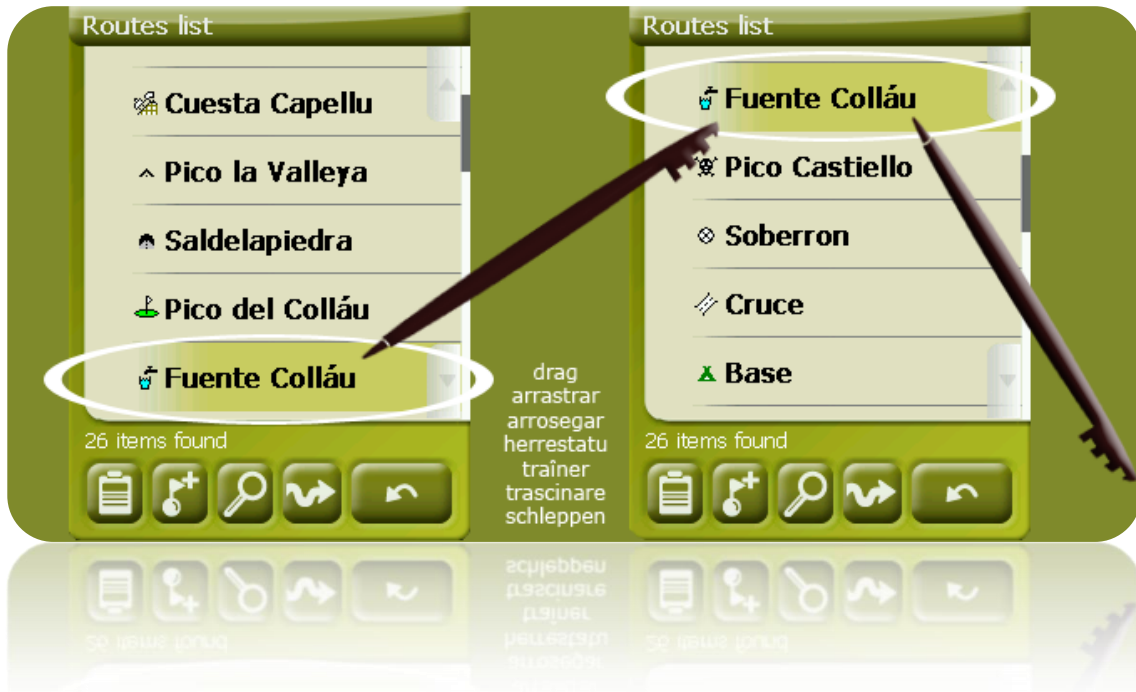 Routes list
Cuesta Capellu
Pico la Valleya
Saldelapiedra
Pico del Colláu
Fuente Colláu
26 items found
drag
arrastrar
arrosegar
herrestatu
traîner
trascinare
schleppen
Routes list
Fuente Colláu
Pico Castiello
Soberron
Cruce
Base
26 items found